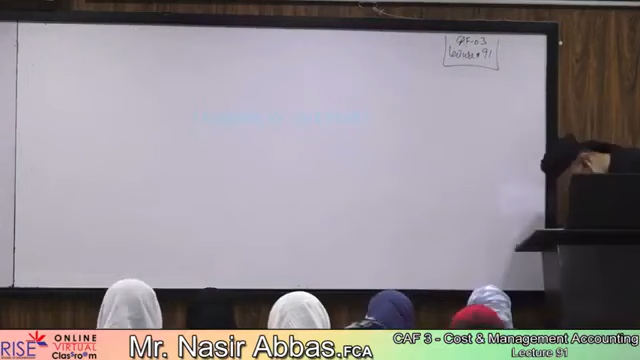 CAF-03
Lecture # 91
RISE
ONLINE
VIRTUAL
Classroom
Mr. Nasir Abbas.FCA
CAF 3 - Cost & Management Accounting
Lecture 91